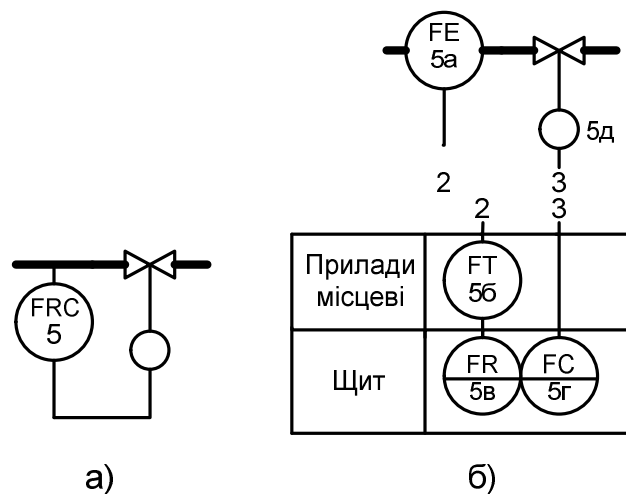 FE
5а
5д
2
3
2
3
Прилади
місцеві
FT
5б
FRC
5
Щит
FR
FC
5в
5г
а)
б)